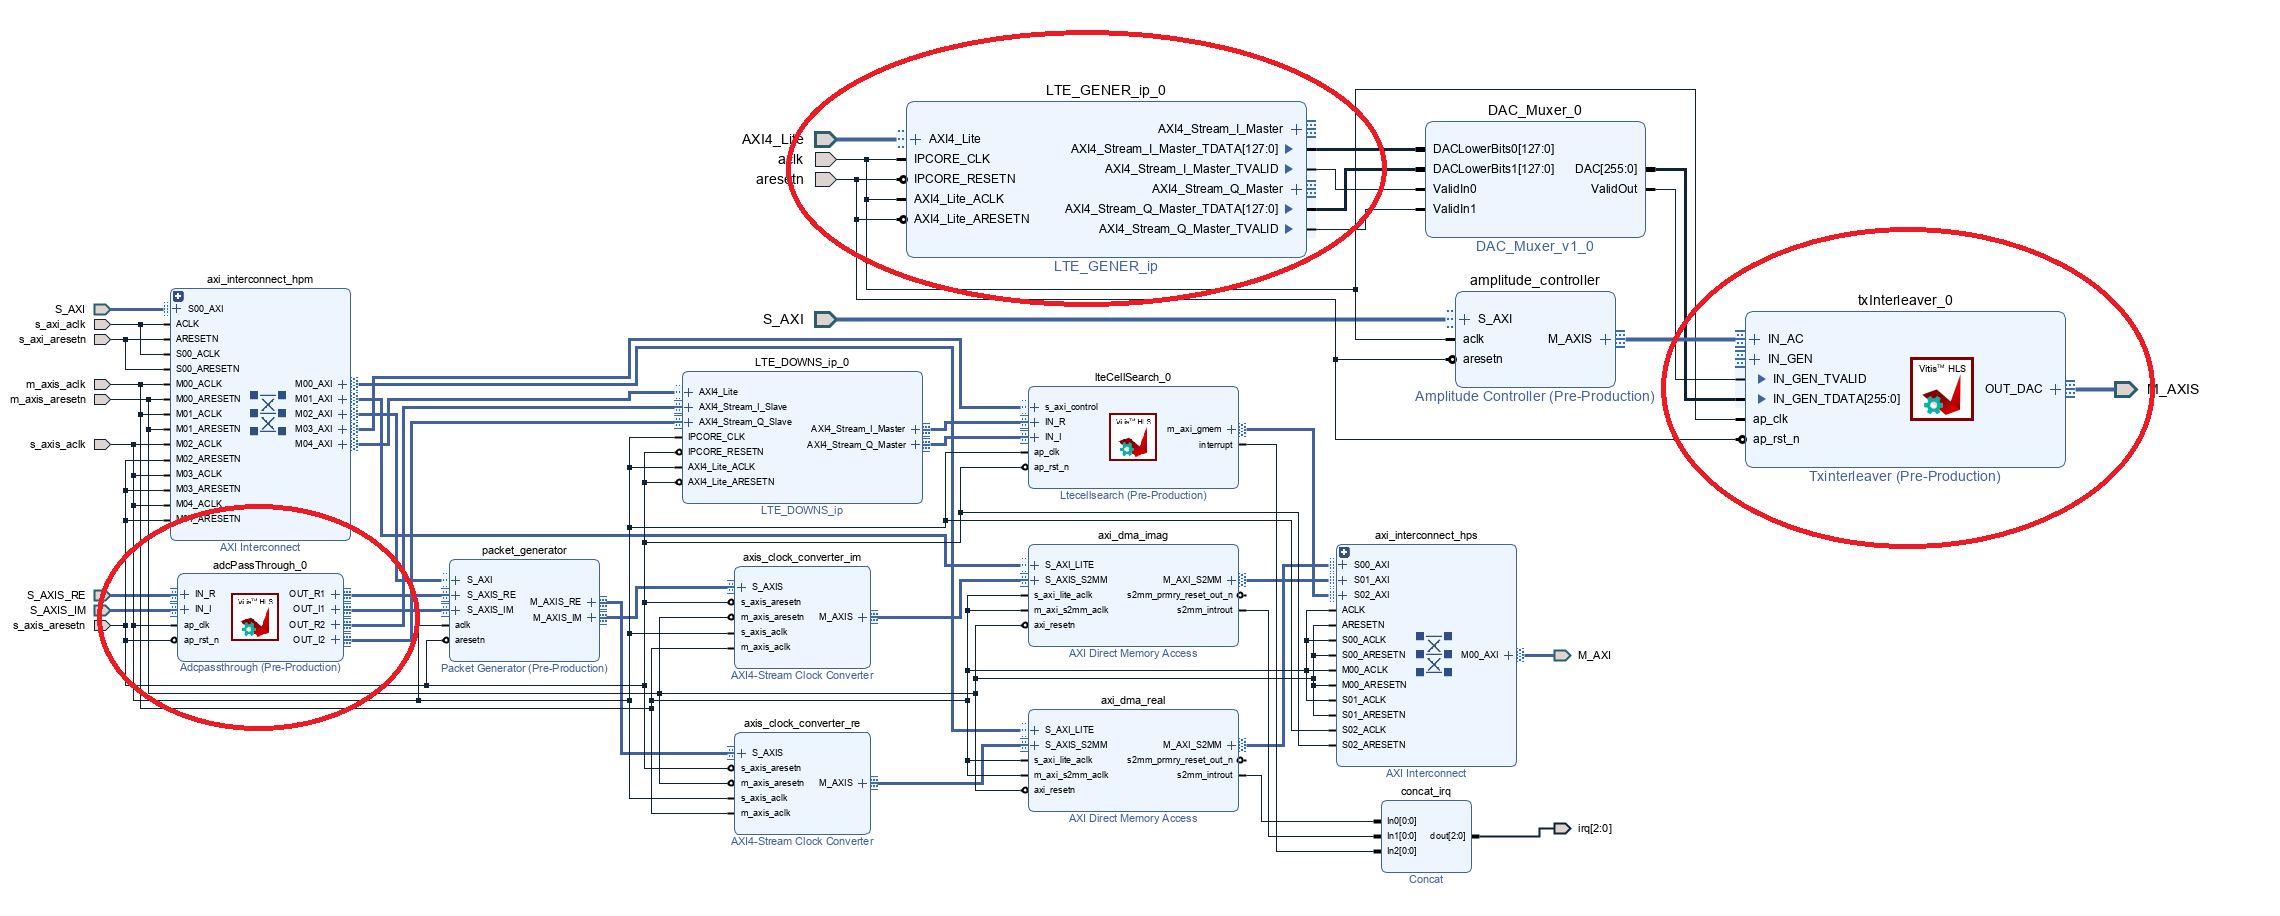 LTE_GENER_ip_0
AXI4_Lite
aclk
aresetn
AXI4_Lite
IPCORE_CLK
IPCORE_RESETN
AXI4_Lite_ACLK
AXI4_Lite_ARESETN
AXI4_Stream_I_Master
AXI4_Stream_I_Master_TDATA[127:0]
AXI4_Stream_I_Master_TVALID
AXI4_Stream_Q_Master
AXI4_Stream_Q_Master_TDATA[127:0]
AXI4_Stream_Q_Master_TVALID
LTE_GENER_ip
DAC_Muxer_0
DACLowerBits0[127:0]
DACLowerBits1[127:0]
ValidIn0
ValidIn1
DAC[255:0]
ValidOut
DAC_Muxer_v1_0
S_AXI
amplitude_controller
S_AXI
aclk
aresetn
M_AXIS
Amplitude Controller (Pre-Production)
txInterleaver_0
IN_AC
IN_GEN
IN_GEN_TVALID
IN_GEN_TDATA[255:0]
ap_clk
ap_rst_n
Vitis™ HLS
OUT_DAC
Txinterleaver (Pre-Production)
M_AXIS
axi_interconnect_hpm
S_AXI
s_axi_aclk
s_axi_aresetn
m_axis_aclk
m_axis_aresetn
s_axis_aclk
S00_AXI
ACLK
ARESETN
S00_ACLK
S00_ARESETN
M00_ACLK
M00_ARESETN
M01_ACLK
M01_ARESETN
M02_ACLK
M02_ARESETN
M03_ACLK
M03_ARESETN
M04_ACLK
M04_ARESETN
M00_AXI
M01_AXI
M02_AXI
M03_AXI
M04_AXI
AXI Interconnect
LTE_DOWNS_ip_0
AXI4_Lite
AXI4_Stream_I_Slave
AXI4_Stream_Q_Slave
IPCORE_CLK
IPCORE_RESETN
AXI4_Lite_ACLK
AXI4_Lite_ARESETN
AXI4_Stream_I_Master
AXI4_Stream_Q_Master
LTE_DOWNS_ip
lteCellSearch_0
s_axi_control
IN_R
IN_I
ap_clk
ap_rst_n
Vitis™ HLS
m_axi_gmem
interrupt
Ltecellsearch (Pre-Production)
adcPassThrough_0
S_AXIS_RE
S_AXIS_IM
s_axis_aresetn
IN_R
IN_I
ap_clk
ap_rst_n
Vitis™ HLS
OUT_R1
OUT_I1
OUT_R2
OUT_I2
Adcpassthrough (Pre-Production)
packet_generator
S_AXI
S_AXIS_RE
S_AXIS_IM
aclk
aresetn
M_AXIS_RE
M_AXIS_IM
Packet Generator (Pre-Production)
axis_clock_converter_im
S_AXIS
s_axis_aresetn
m_axis_aresetn
s_axis_aclk
m_axis_aclk
M_AXIS
AXI4-Stream Clock Converter
axi_dma_imag
S_AXI_LITE
S_AXIS_S2MM
s_axi_lite_aclk
m_axi_s2mm_aclk
axi_resetn
M_AXI_S2MM
s2mm_prmry_reset_out_n
s2mm_introut
AXI Direct Memory Access
axi_interconnect_hps
S00_AXI
S01_AXI
S02_AXI
ACLK
ARESETN
S00_ACLK
S00_ARESETN
M00_ACLK
M00_ARESETN
S01_ACLK
S01_ARESETN
S02_ACLK
S02_ARESETN
M00_AXI
AXI Interconnect
M_AXI
axis_clock_converter_re
S_AXIS
s_axis_aresetn
m_axis_aresetn
s_axis_aclk
m_axis_aclk
M_AXIS
AXI4-Stream Clock Converter
axi_dma_real
S_AXI_LITE
S_AXIS_S2MM
s_axi_lite_aclk
m_axi_s2mm_aclk
axi_resetn
M_AXI_S2MM
s2mm_prmry_reset_out_n
s2mm_introut
AXI Direct Memory Access
concat_irq
In0[0:0]
In1[0:0]
In2[0:0]
dout[2:0]
Concat
irq[2:0]